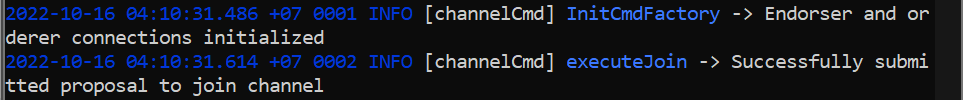 2022-10-16 04:10:31.486 +07 0001 INFO [channelCmd] InitCmdFactory -> Endorser and or
derer connections initialized
2022-10-16 04:10:31.614 +07 0002 INFO [channelCmd] executeJoin -> Successfully submi
tted proposal to join channel